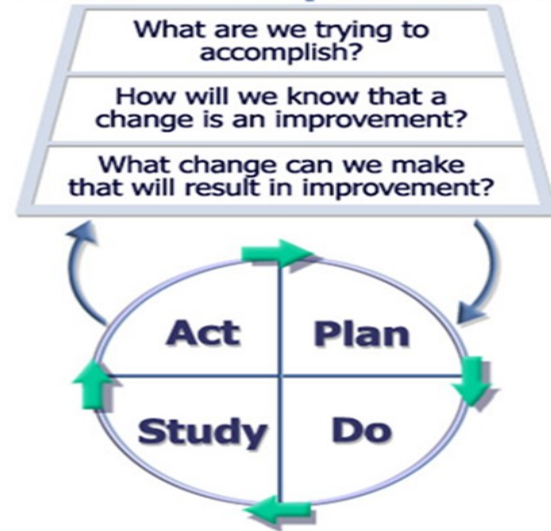 What are we trying to
accomplish?
How will we know that a
change is an improvement?
What change can we make
that will result in improvement?
Act
Plan
Study
Do